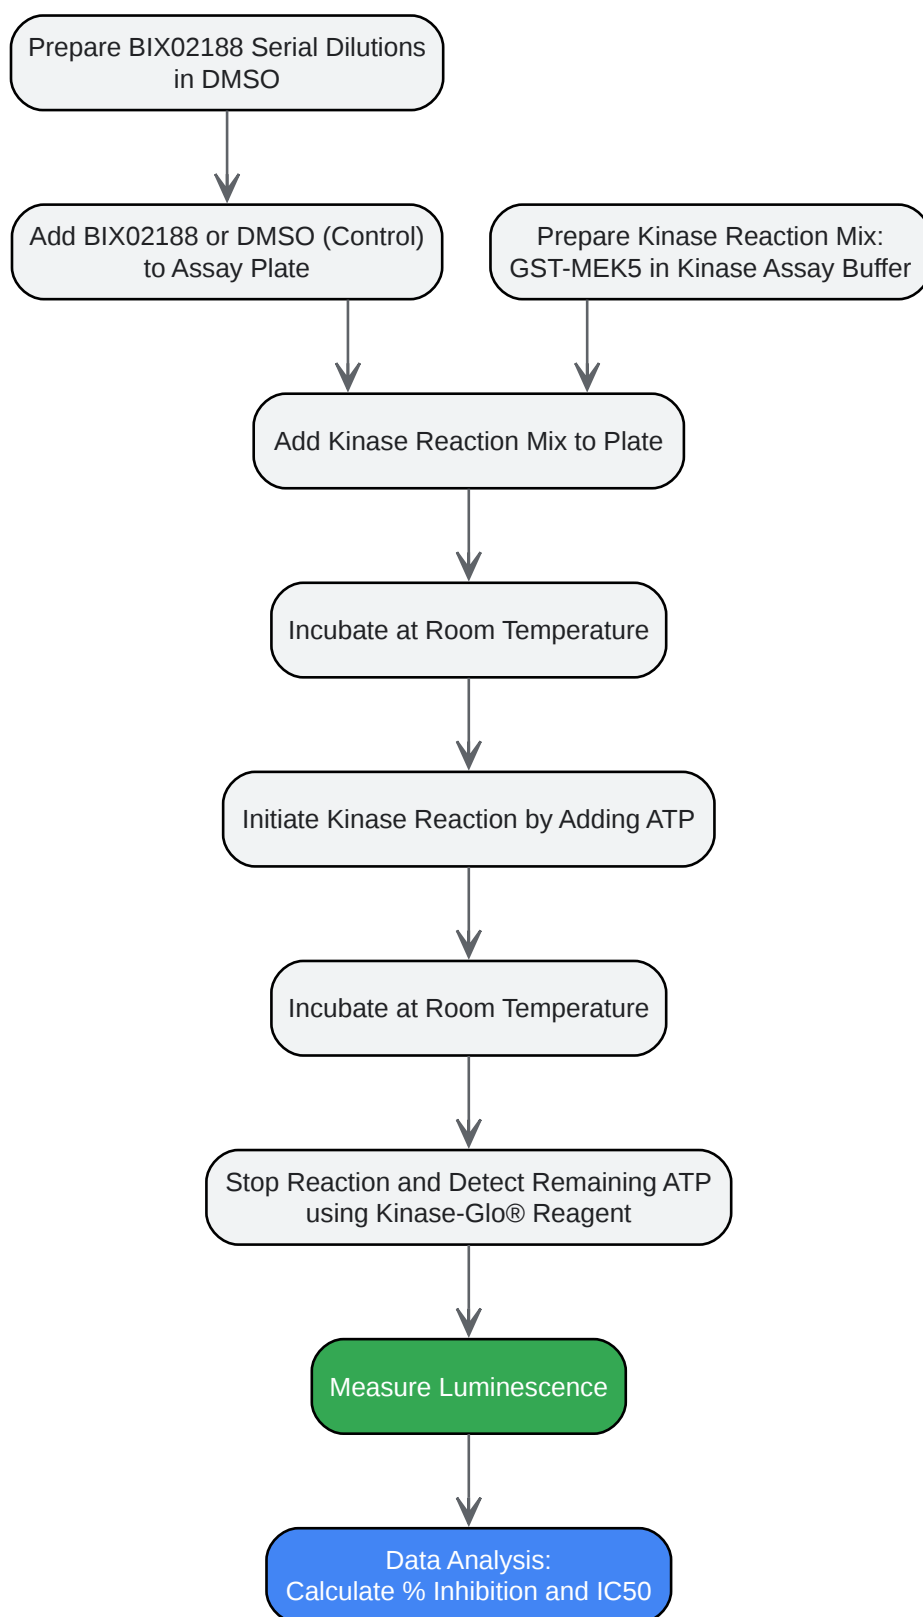 Prepare BIX02188 Serial Dilutions
in DMSO
Add BIX02188 or DMSO (Control)
to Assay Plate
Prepare Kinase Reaction Mix:
GST-MEK5 in Kinase Assay Buffer
Add Kinase Reaction Mix to Plate
Incubate at Room Temperature
Initiate Kinase Reaction by Adding ATP
Incubate at Room Temperature
Stop Reaction and Detect Remaining ATP
using Kinase-Glo® Reagent
Measure Luminescence
Data Analysis:
Calculate % Inhibition and IC50